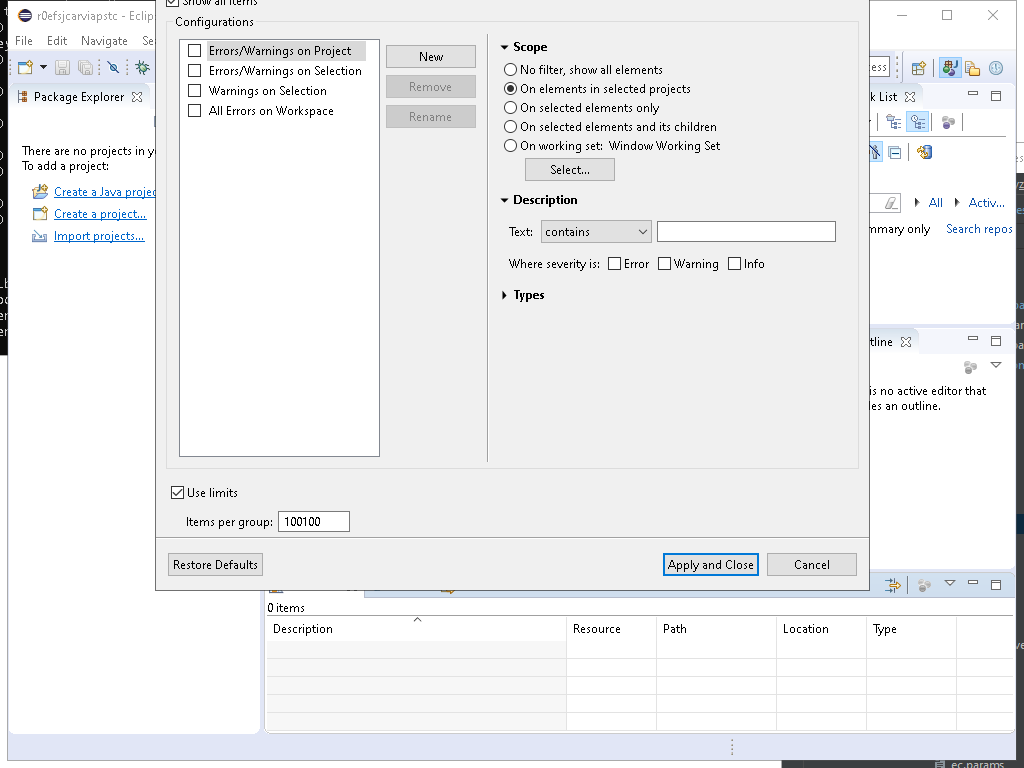 r0efsjcarviapstc - Eclips
Show all items
File Edit Navigate Se
Configurations
Errors/Warnings on Project
Errors/Warnings on Selection
Warnings on Selection
All Errors on Workspace
New
Remove
Rename
Scope
No filter, show all elements
On elements in selected projects
On selected elements only
On selected elements and its children
On working set: Window Working Set
Select...
Description
Text: contains
Where severity is: Error Warning Info
Types
Package Explorer
There are no projects in y
To add a project:
Create a Java projec
Create a project...
Import projects...
k List
All Activ...
mmary only Search repos
tline
is no active editor that
les an outline.
Use limits
Items per group: 100100
Restore Defaults
Apply and Close
Cancel
0 items
Description Resource Path Location Type
ec.params